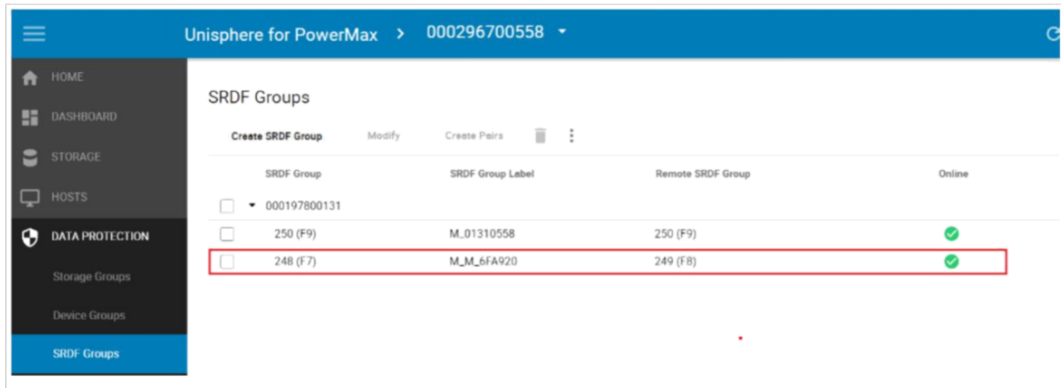 Unisphere for PowerMax > 000296700558
HOME
DASHBOARD
STORAGE
HOSTS
DATA PROTECTION
Storage Groups
Device Groups
SRDF Groups
SRDF Groups
Create SRDF Group Modify Create Pairs
SRDF Group SRDF Group Label Remote SRDF Group Online
000197800131
250 (F9) M_01310558 250 (F9)
248 (F7) M_M_6FA920 249 (F8)